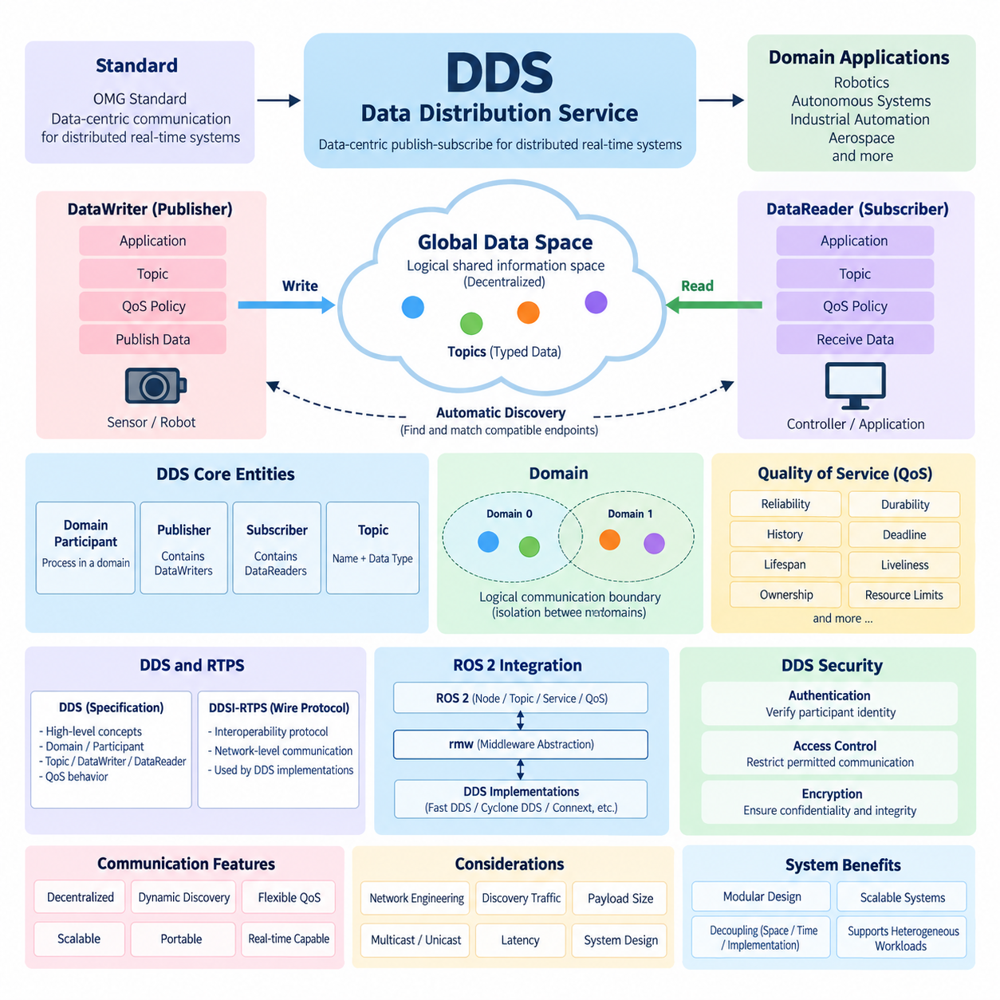 Standard
OMG Standard
Data-centric communication
for distributed real-time systems
DDS
Data Distribution Service
Data-centric publish-subscribe for distributed real-time systems
Domain Applications
Robotics
Autonomous Systems
Industrial Automation
Aerospace
and more
DataWriter (Publisher)
Application
Topic
QoS Policy
Publish Data
Sensor / Robot
Write
Global Data Space
Logical shared information space
(Decentralized)
Topics (Typed Data)
Read
DataReader (Subscriber)
Application
Topic
QoS Policy
Receive Data
Controller / Application
Automatic Discovery
(Find and match compatible endpoints)
DDS Core Entities
Domain
Participant
Process in a domain
Publisher
Contains
DataWriters
Subscriber
Contains
DataReaders
Topic
Name + Data Type
Domain
Domain 0
Domain 1
Logical communication boundary
(isolation
Quality of Service (QoS)
Reliability
Durability
History
Deadline
Lifespan
Liveliness
Ownership
Resource Limits
and more ...
DDS and RTPS
DDS (Specification)
- High-level concepts
- Domain / Participant
- Topic / DataWriter / DataReader
- QoS behavior
DDSI-RTPS (Wire Protocol)
- Interoperability protocol
- Network-level communication
- Used by DDS implementations
ROS 2 Integration
ROS 2 (Node / Topic / Service / QoS)
rmw (Middleware Abstraction)
DDS Implementations
(Fast DDS / Cyclone DDS / Connext, etc.)
DDS Security
Authentication
Verify participant identity
Access Control
Restrict permitted communication
Encryption
Ensure confidentiality and integrity
Communication Features
Decentralized
Dynamic Discovery
Flexible QoS
Scalable
Portable
Real-time Capable
Considerations
Network Engineering
Discovery Traffic
Payload Size
Multicast / Unicast
Latency
System Design
System Benefits
Modular Design
Scalable Systems
Decoupling (Space / Time
/ Implementation)
Supports Heterogeneous
Workloads